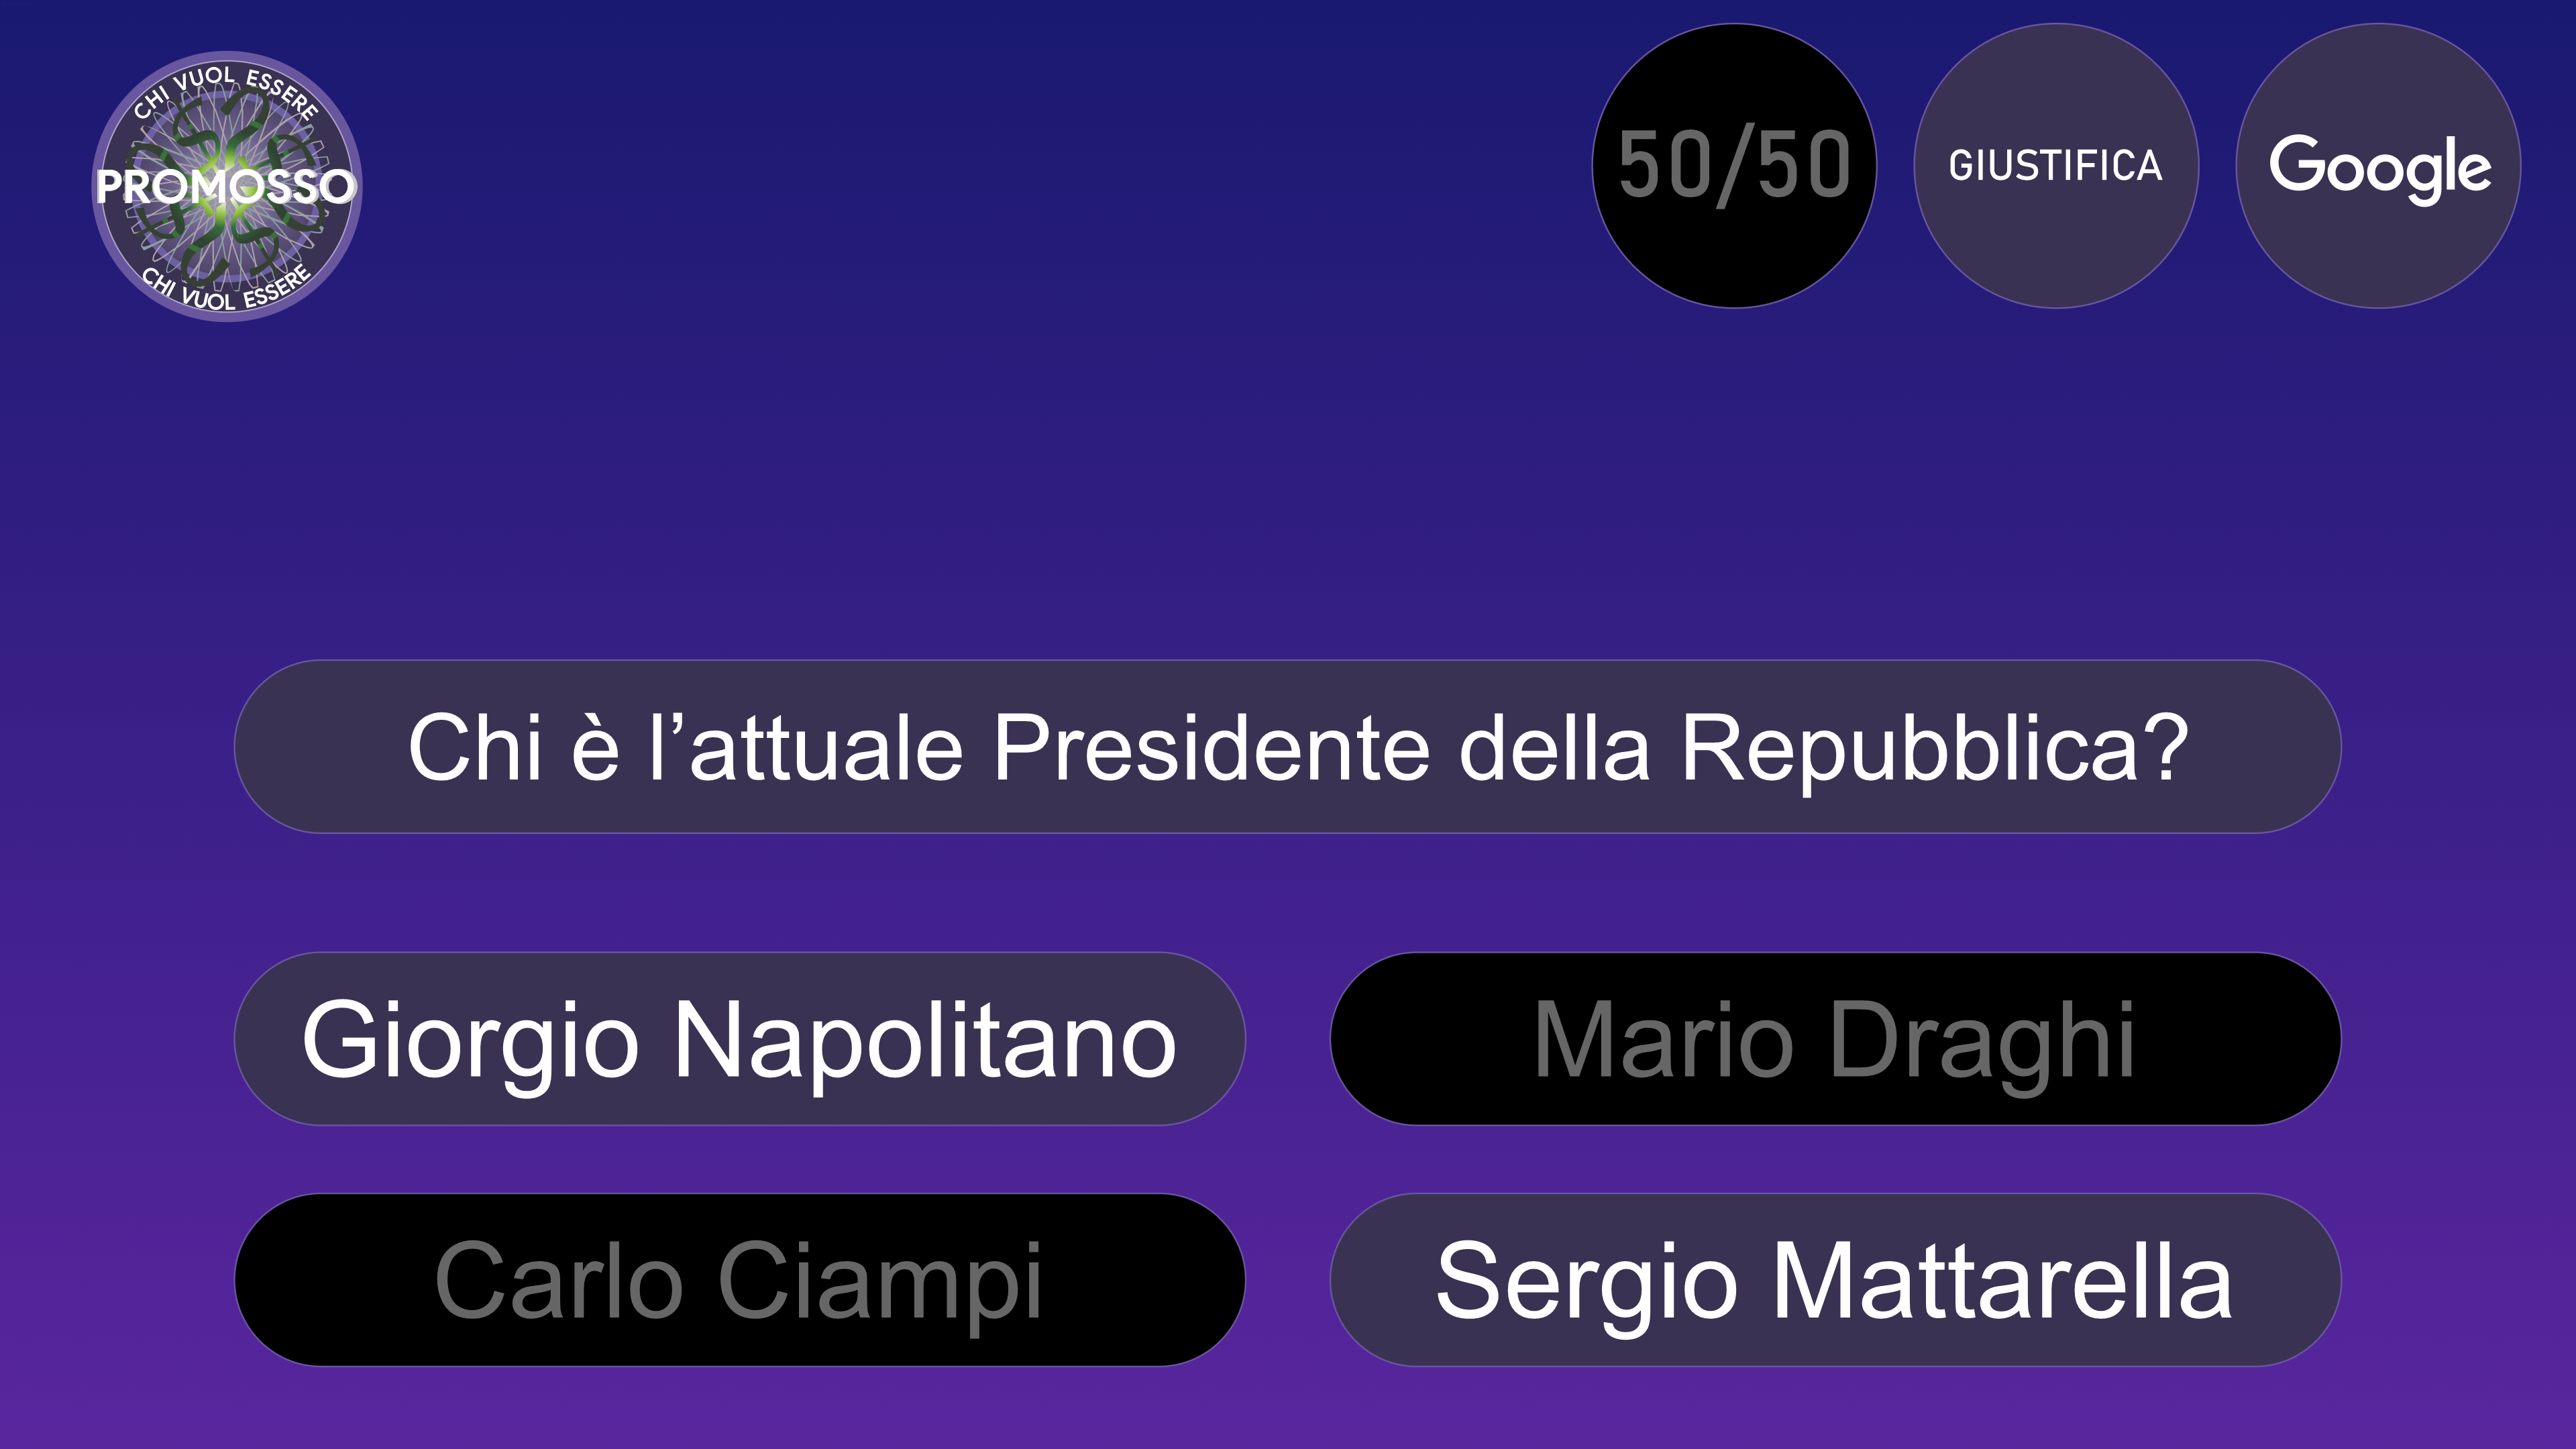 CHI VUOL ESSERE
PROMOSSO
CHI VUOL ESSERE
50/50
GIUSTIFICA
Google
Chi è l’attuale Presidente della Repubblica?
Giorgio Napolitano
Mario Draghi
Carlo Ciampi
Sergio Mattarella